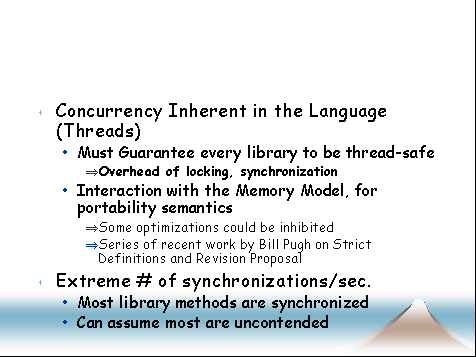 Concurrency Inherent in the Language
(Threads)
• Must Guarantee every library to be thread-safe
⇒Overhead of locking, synchronization
• Interaction with the Memory Model, for
portability semantics
⇒Some optimizations could be inhibited
⇒Series of recent work by Bill Pugh on Strict
Definitions and Revision Proposal
Extreme # of synchronizations/sec.
• Most library methods are synchronized
• Can assume most are uncontended